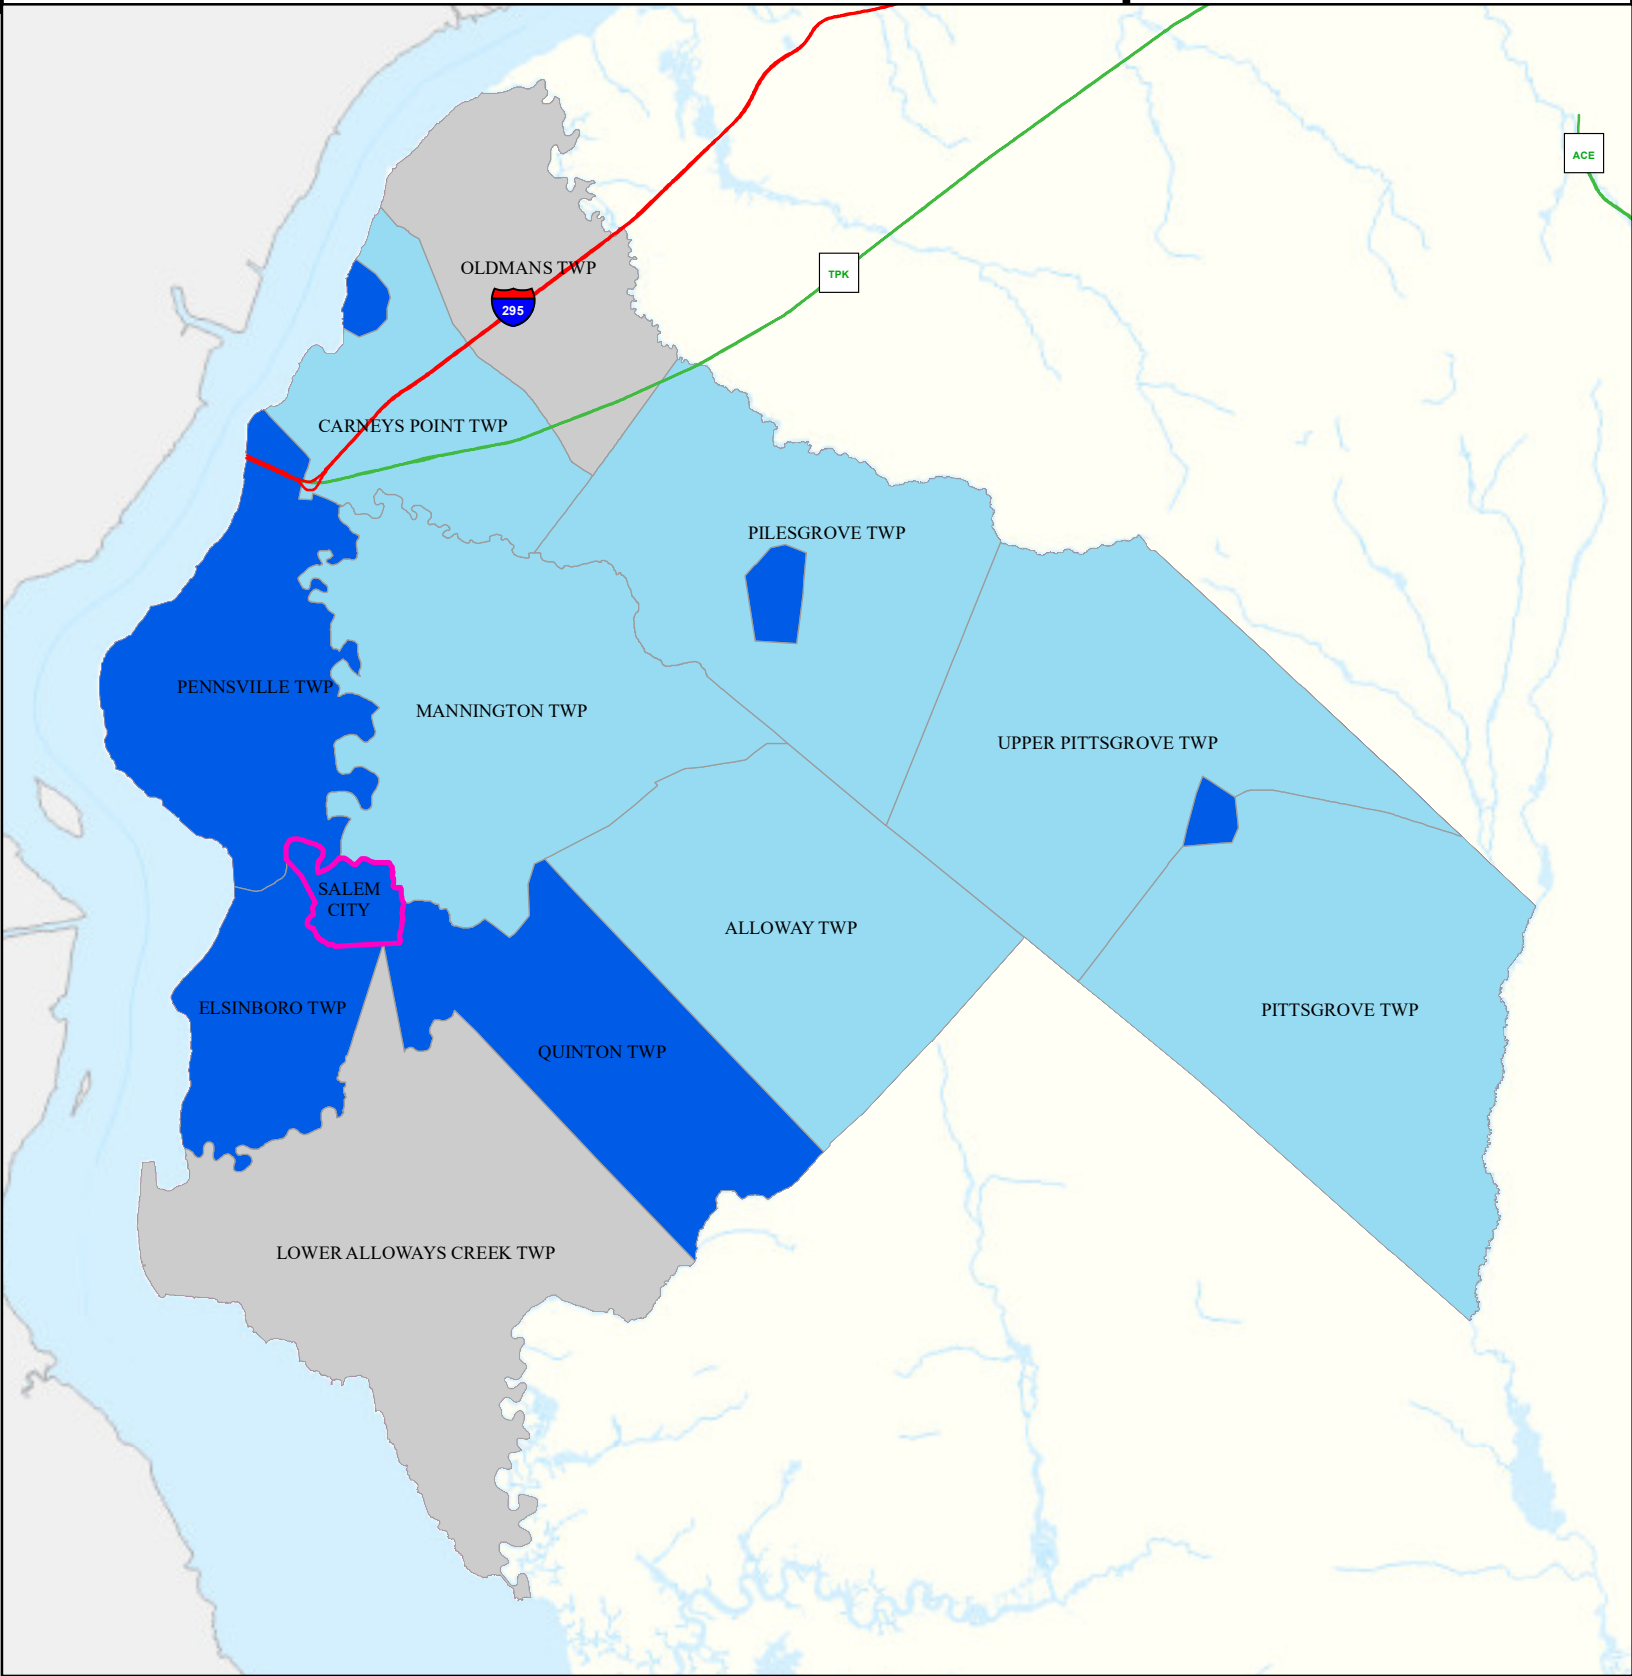 ACE
OLDMANS TWP
TPK
295
CARNEYS POINT TWP
PILESGROVE TWP
PENNSVILLE TWP
MANNINGTON TWP
UPPER PITTSGROVE TWP
SALEM
CITY
ALLOWAY TWP
ELSINBORO TWP
PITTSGROVE TWP
QUINTON TWP
LOWER ALLOWAYS CREEK TWP